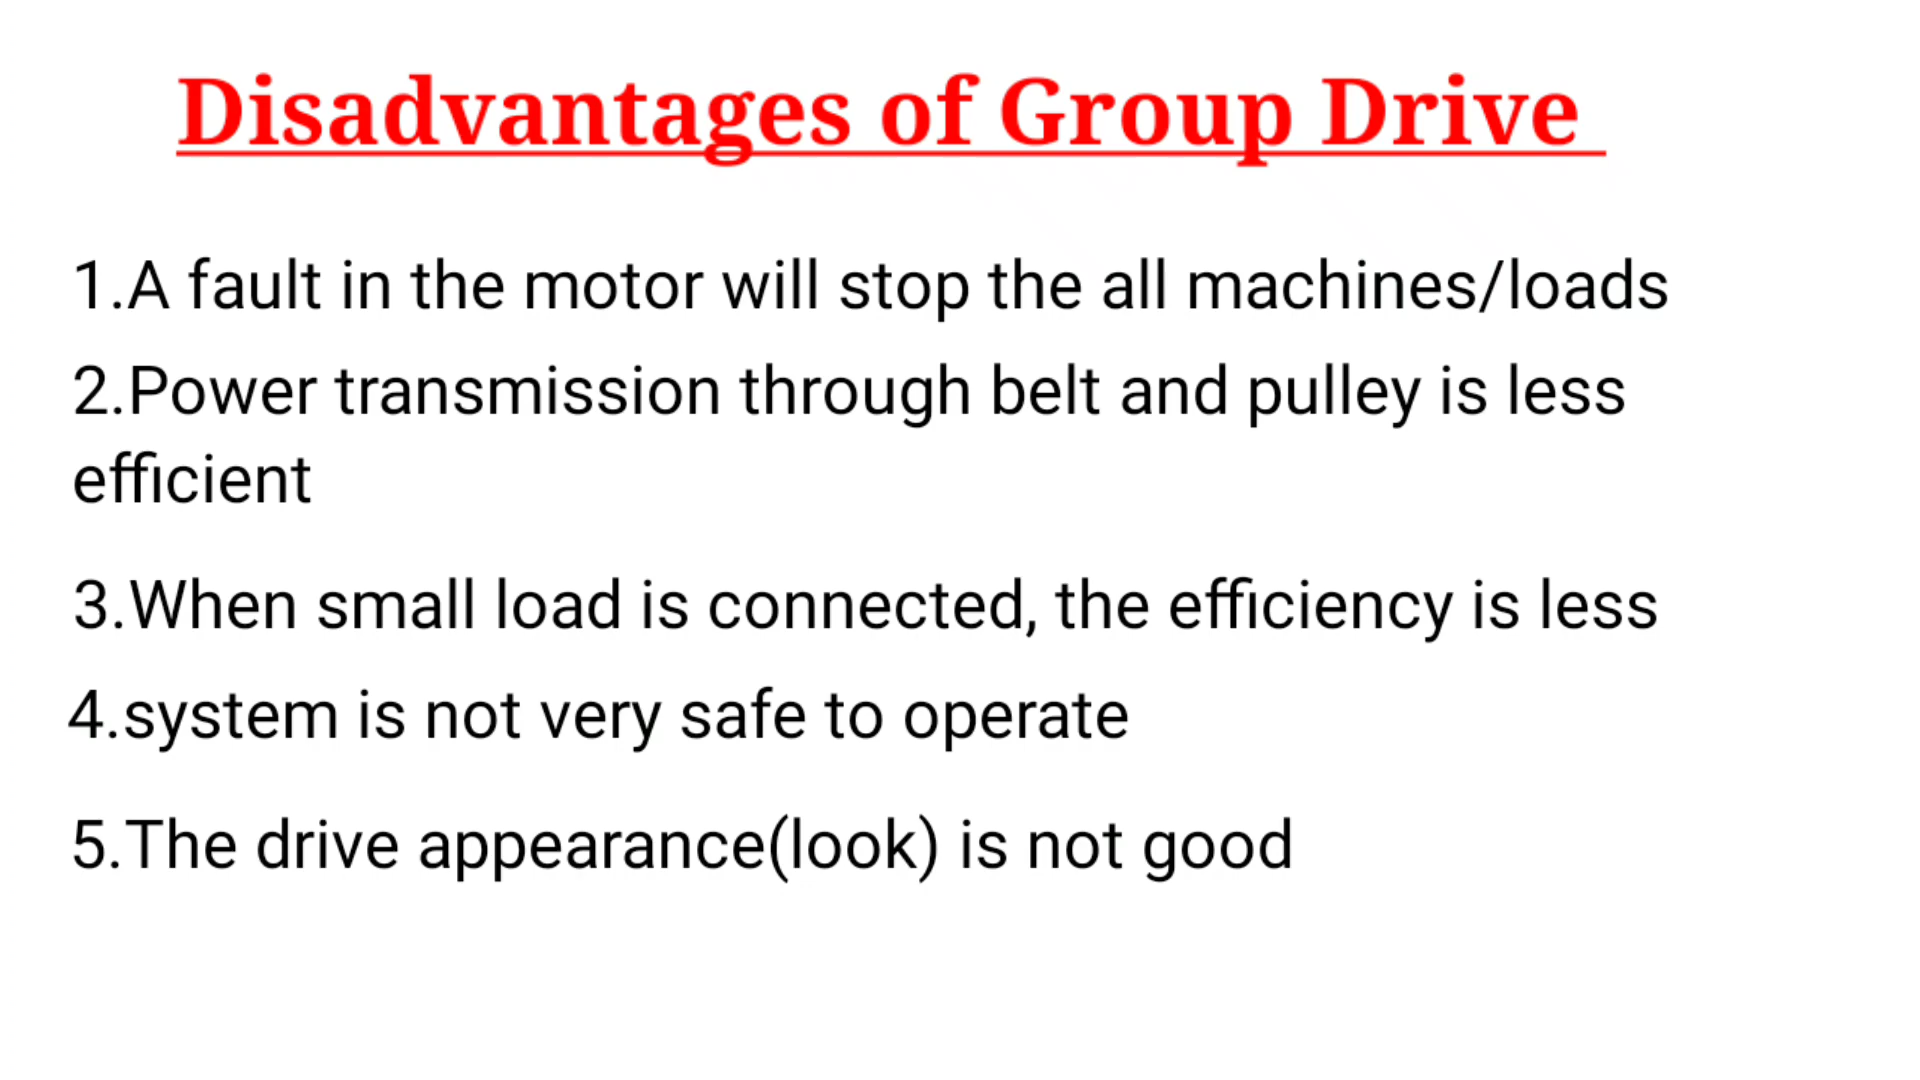 Disadvantages of Group Drive
1.A fault in the motor will stop the all machines/loads
2.Power transmission through belt and pulley is less
efficient
3.When small load is connected, the efficiency is less
4.system is not very safe to operate
5.The drive appearance(look) is not good